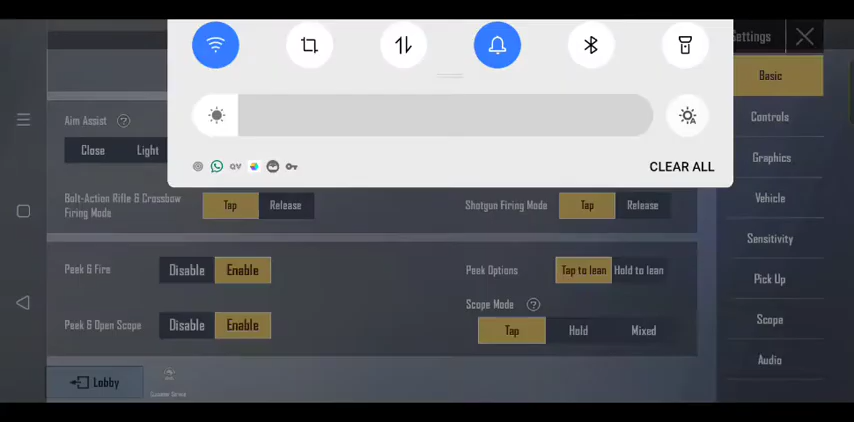 Settings
Basic
Aim Assist ?
Close Light
CLEAR ALL
Controls
Graphics
Bolt-Action Rifle & Crossbow
Firing Mode
Tap Release
Shotgun Firing Mode
Tap Release
Vehicle
Sensitivity
Peek & Fire
Disable Enable
Peek Options
Tap to lean Hold to lean
Pick Up
Scope Mode ?
Peek & Open Scope
Disable Enable
Tap Hold Mixed
Scope
Audio
Lobby